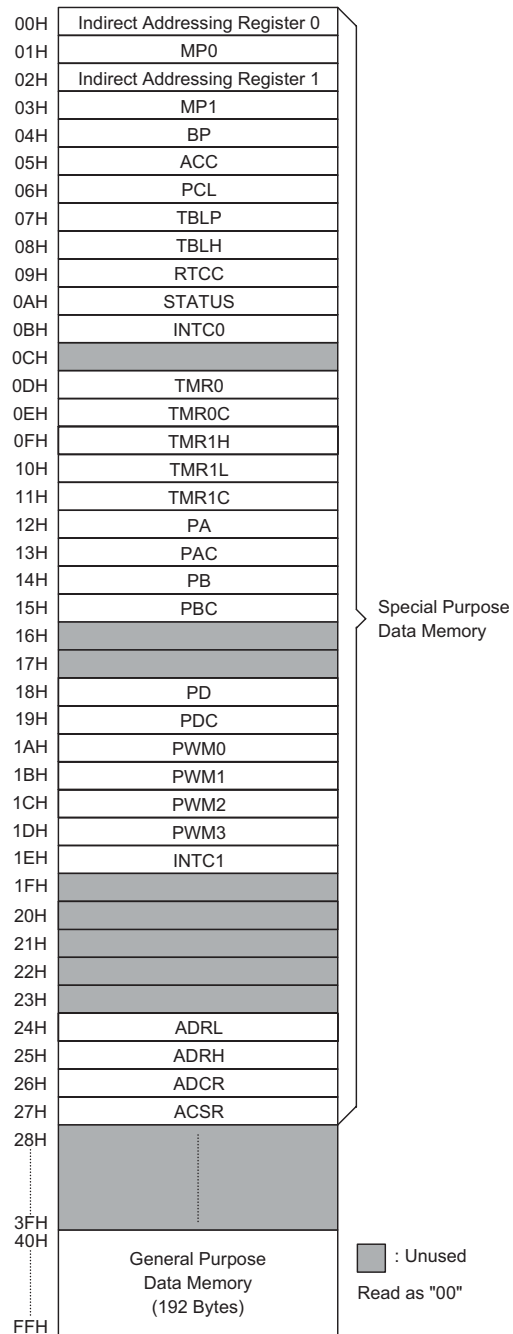 00H Indirect Addressing Register 0
01H MP0
02H Indirect Addressing Register 1
03H MP1
04H BP
05H ACC
06H PCL
07H TBLP
08H TBLH
09H RTCC
0AH STATUS
0BH INTC0
0CH
0DH TMR0
0EH TMR0C
0FH TMR1H
10H TMR1L
11H TMR1C
12H PA
13H PAC
14H PB
15H PBC
Special Purpose
Data Memory
16H
17H
18H PD
19H PDC
1AH PWM0
1BH PWM1
1CH PWM2
1DH PWM3
1EH INTC1
1FH
20H
21H
22H
23H
24H ADRL
25H ADRH
26H ADCR
27H ACSR
28H
3FH
40H
General Purpose
Data Memory
(192 Bytes)
FFH
: Unused
Read as "00"